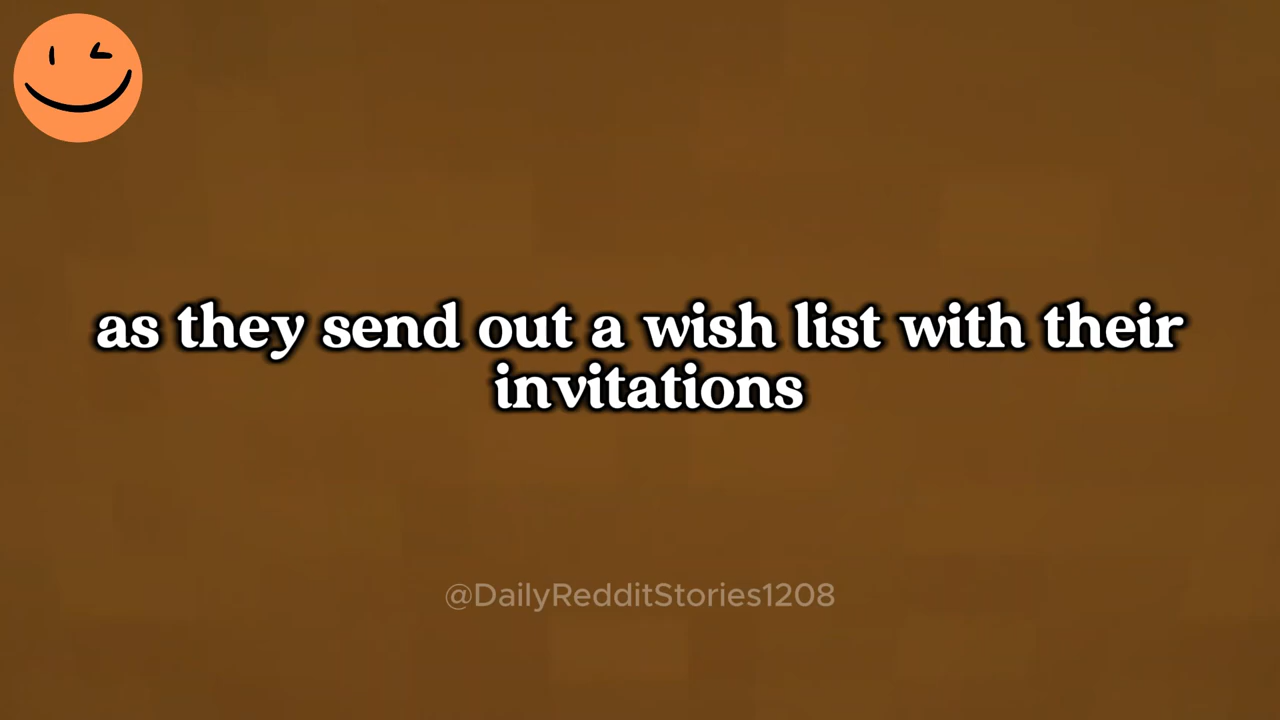 as they send out a wish list with their
invitations
@DailyRedditStories1208